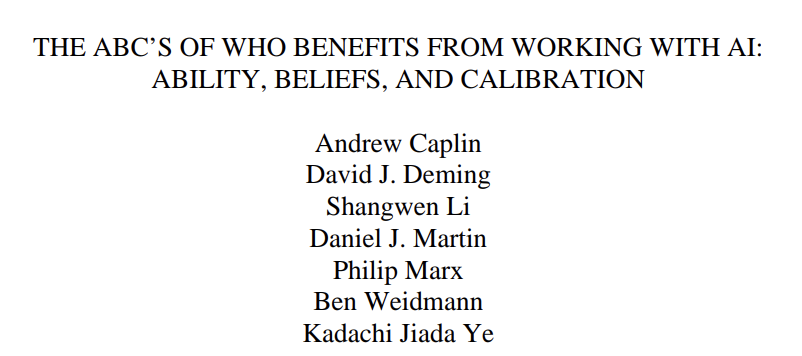 THE ABC’S OF WHO BENEFITS FROM WORKING WITH AI:
ABILITY, BELIEFS, AND CALIBRATION
Andrew Caplin
David J. Deming
Shangwen Li
Daniel J. Martin
Philip Marx
Ben Weidmann
Kadachi Jiada Ye